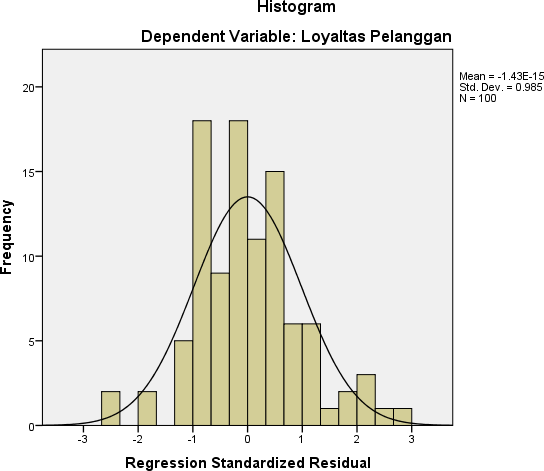 Histogram
Dependent Variable: Loyaltas Pelanggan
Mean = -1.43E-15
Std. Dev. = 0.985
N = 100
Frequency
20
15
10
5
0
-3 -2 -1 0 1 2 3
Regression Standardized Residual